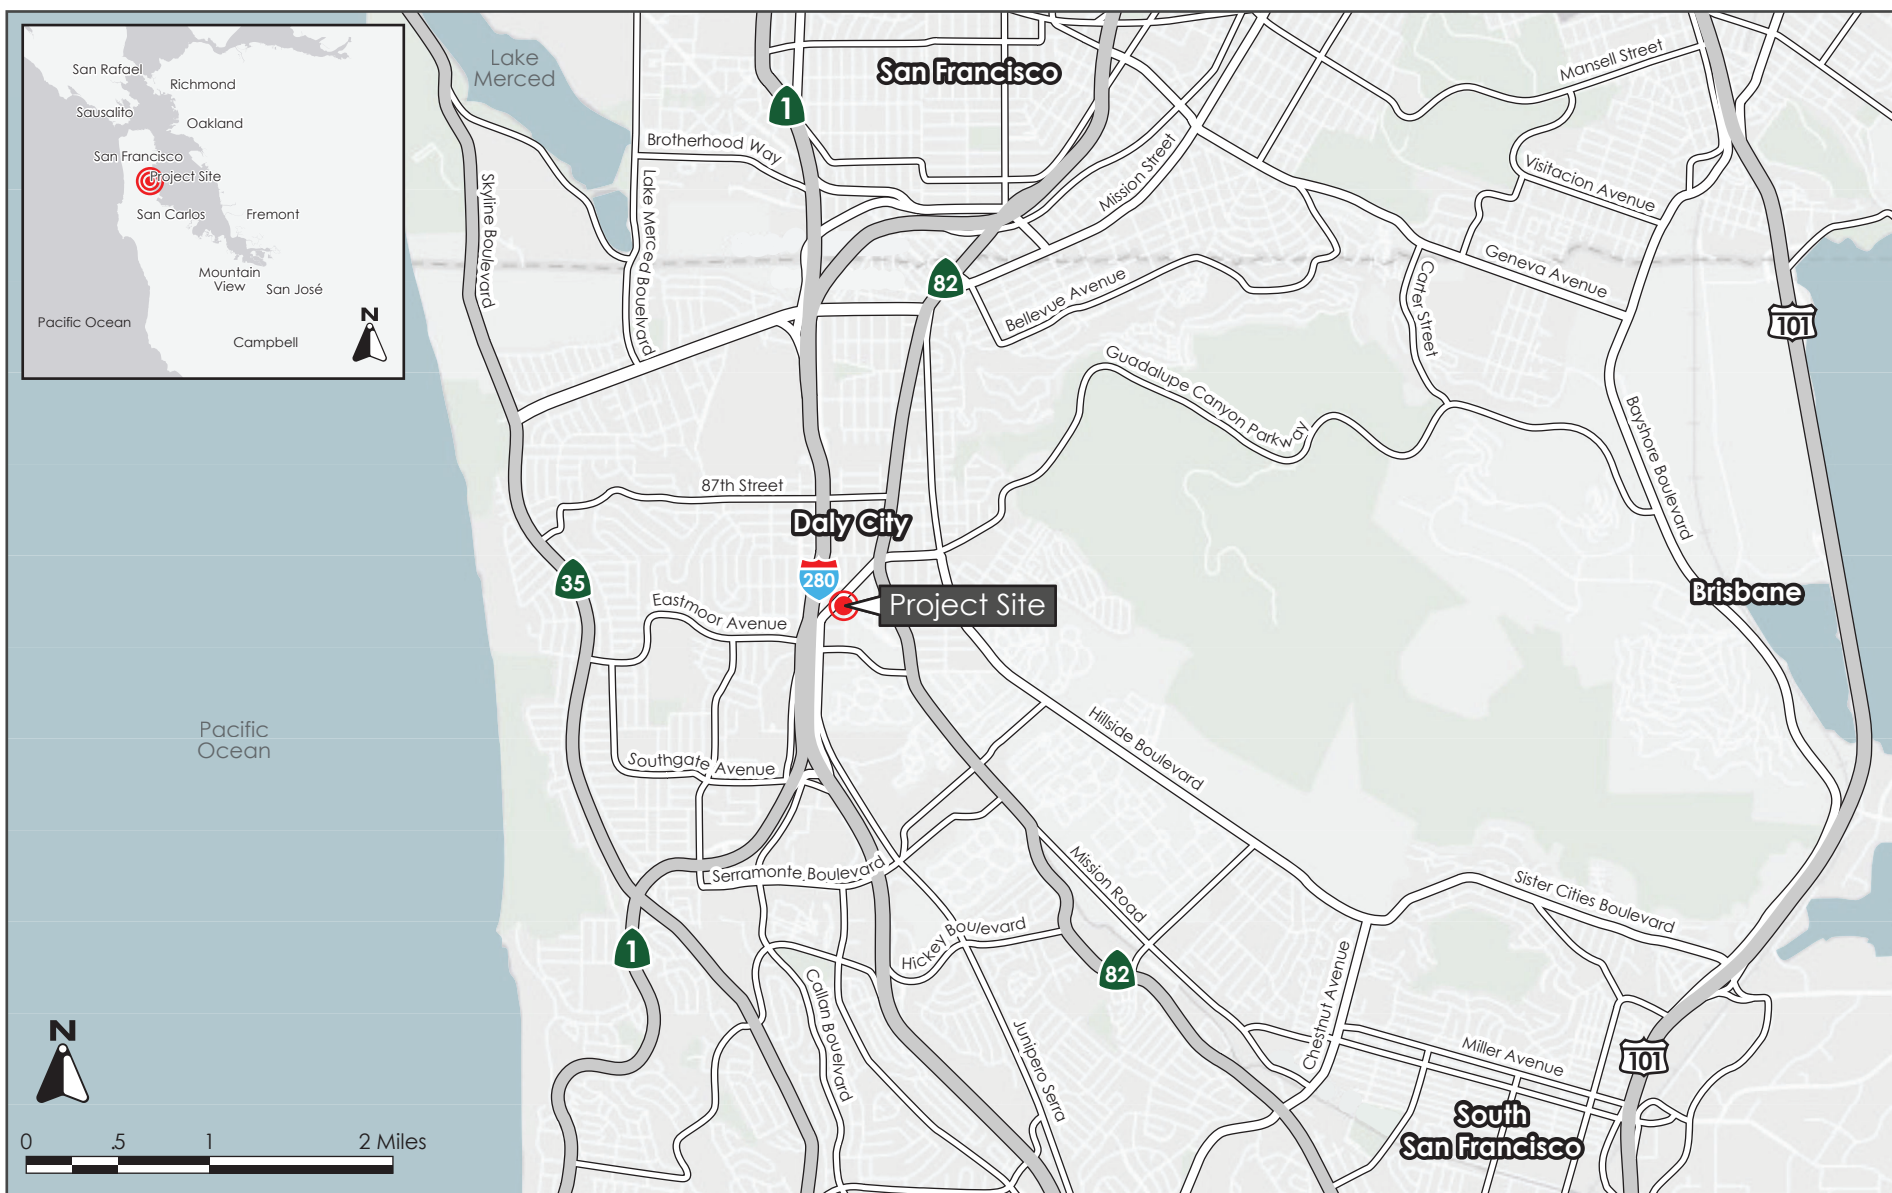 San Rafael
Richmond
Sausalito
Oakland
San Francisco
Project Site
San Carlos
Fremont
Mountain
View
San José
Pacific Ocean
Campbell
N
Lake
Merced
San Francisco
1
Mansell Street
Brotherhood Way
Mission Street
Visitacion Avenue
Skyline Boulevard
Lake Merced Bouelvard
Geneva Avenue
82
Bellevue Avenue
Carter Street
101
Guadalupe Canyon Parkway
Bayshore Boulevard
87th Street
Daly City
35
280
Project Site
Brisbane
Eastmoor Avenue
Pacific
Ocean
Hillside Boulevard
Southgate Avenue
Serramonte Boulevard
Mission Road
Sister Cities Boulevard
Hickey Boulevard
1
82
Callan Bouelvard
Chestnut Avenue
Junipero Serra
Miller Avenue
101
South
San Francisco
N
0 .5 1 2 Miles